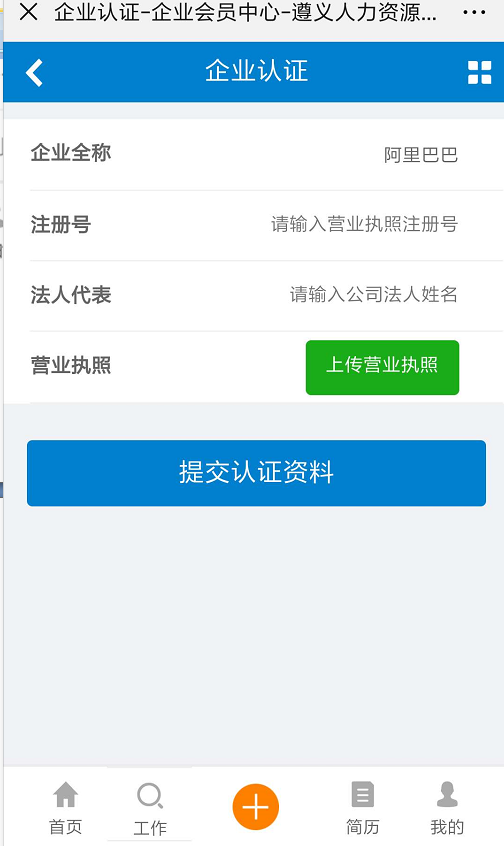 企业认证-企业会员中心-遵义人力资源...
企业认证
企业全称 阿里巴巴
注册号 请输入营业执照注册号
法人代表 请输入公司法人姓名
营业执照 上传营业执照
提交认证资料
首页 工作 简历 我的